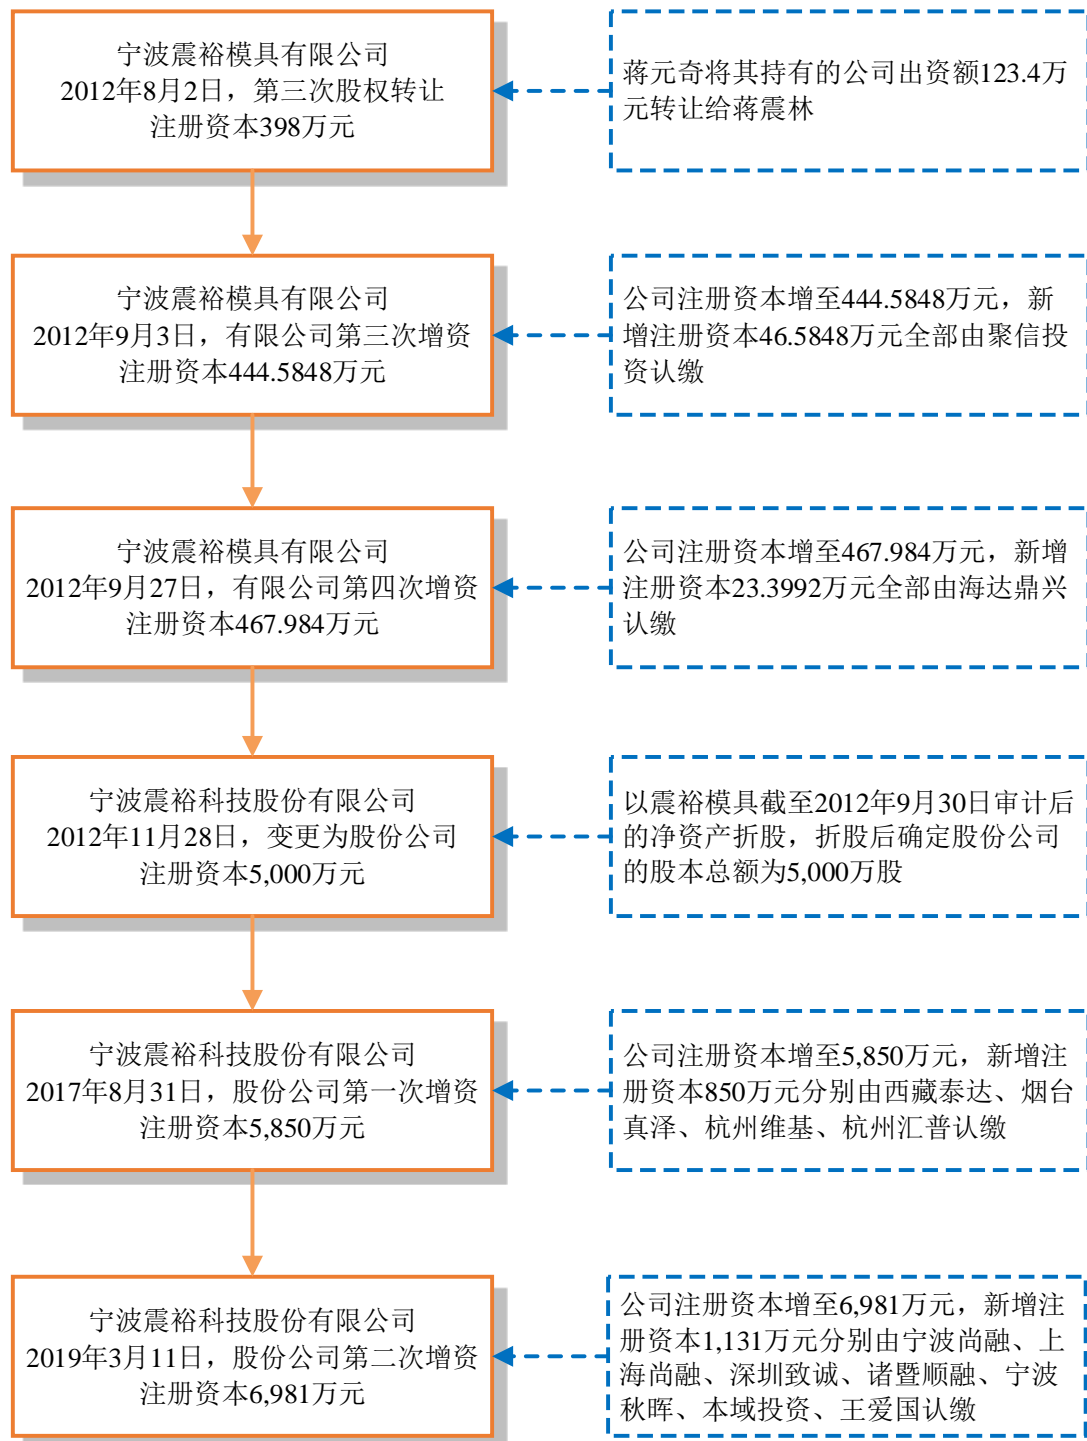 宁波震裕模具有限公司
2012年8月2日，第三次股权转让
注册资本398万元
蒋元奇将其持有的公司出资额123.4万
元转让给蒋震林
宁波震裕模具有限公司
2012年9月3日，有限公司第三次增资
注册资本444.5848万元
公司注册资本增至444.5848万元，新
增注册资本46.5848万元全部由聚信投
资认缴
宁波震裕模具有限公司
2012年9月27日，有限公司第四次增资
注册资本467.984万元
公司注册资本增至467.984万元，新增
注册资本23.3992万元全部由海达鼎兴
认缴
宁波震裕科技股份有限公司
2012年11月28日，变更为股份公司
注册资本5,000万元
以震裕模具截至2012年9月30日审计后
的净资产折股，折股后确定股份公司
的股本总额为5,000万股
宁波震裕科技股份有限公司
2017年8月31日，股份公司第一次增资
注册资本5,850万元
公司注册资本增至5,850万元，新增注
册资本850万元分别由西藏泰达、烟台
真泽、杭州维基、杭州汇普认缴
宁波震裕科技股份有限公司
2019年3月11日，股份公司第二次增资
注册资本6,981万元
公司注册资本增至6,981万元，新增注
册资本1,131万元分别由宁波尚融、上
海尚融、深圳致诚、诸暨顺融、宁波
秋晖、本域投资、王爱国认缴